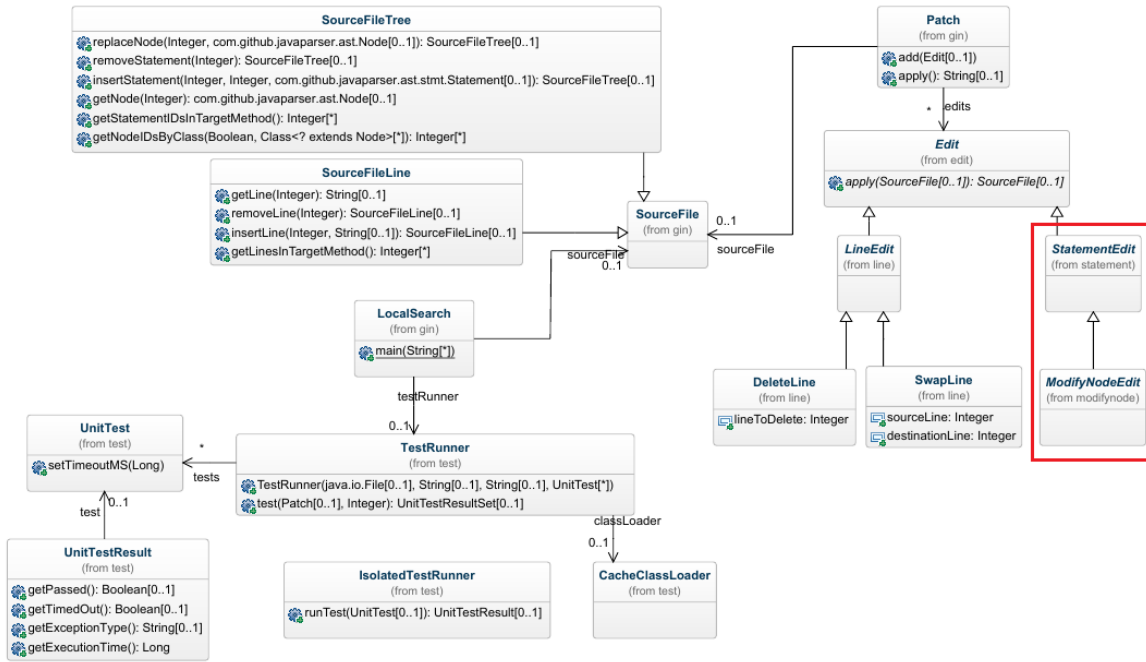 SourceFileTree
replaceNode(Integer, com.github.javaparser.ast.Node[0..1]): SourceFileTree[0..1]
removeStatement(Integer): SourceFileTree[0..1]
insertStatement(Integer, Integer, com.github.javaparser.ast.stmt.Statement[0..1]): SourceFileTree[0..1]
getNode(Integer): com.github.javaparser.ast.Node[0..1]
getStatementIDsInTargetMethod(): Integer[*]
getNodeIDsByClass(Boolean, Class<? extends Node>[*]): Integer[*]
Patch
(from gin)
add(Edit[0..1])
apply(): String[0..1]
* edits
Edit
(from edit)
apply(SourceFile[0..1]): SourceFile[0..1]
SourceFileLine
getLine(Integer): String[0..1]
removeLine(Integer): SourceFileLine[0..1]
insertLine(Integer, String[0..1]): SourceFileLine[0..1]
getLinesInTargetMethod(): Integer[*]
SourceFile
(from gin)
0..1
sourceFile
sourceFile
0..1
LineEdit
(from line)
StatementEdit
(from statement)
LocalSearch
(from gin)
main(String[*])
testRunner
0..1
DeleteLine
(from line)
lineToDelete: Integer
SwapLine
(from line)
sourceLine: Integer
destinationLine: Integer
ModifyNodeEdit
(from modifynode)
UnitTest
(from test)
setTimeoutMS(Long)
*
tests
TestRunner
(from test)
TestRunner(java.io.File[0..1], String[0..1], String[0..1], UnitTest[*])
test(Patch[0..1], Integer): UnitTestResultSet[0..1]
0..1
test
classLoader
0..1
UnitTestResult
(from test)
getPassed(): Boolean[0..1]
getTimedOut(): Boolean[0..1]
getExceptionType(): String[0..1]
getExecutionTime(): Long
IsolatedTestRunner
(from test)
runTest(UnitTest[0..1]): UnitTestResult[0..1]
CacheClassLoader
(from test)